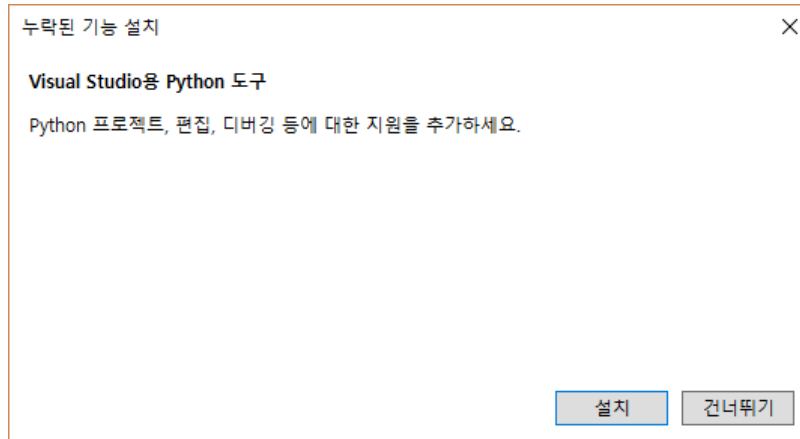 누락된 기능 설치
Visual Studio용 Python 도구
Python 프로젝트, 편집, 디버깅 등에 대한 지원을 추가하세요.
설치 건너뛰기